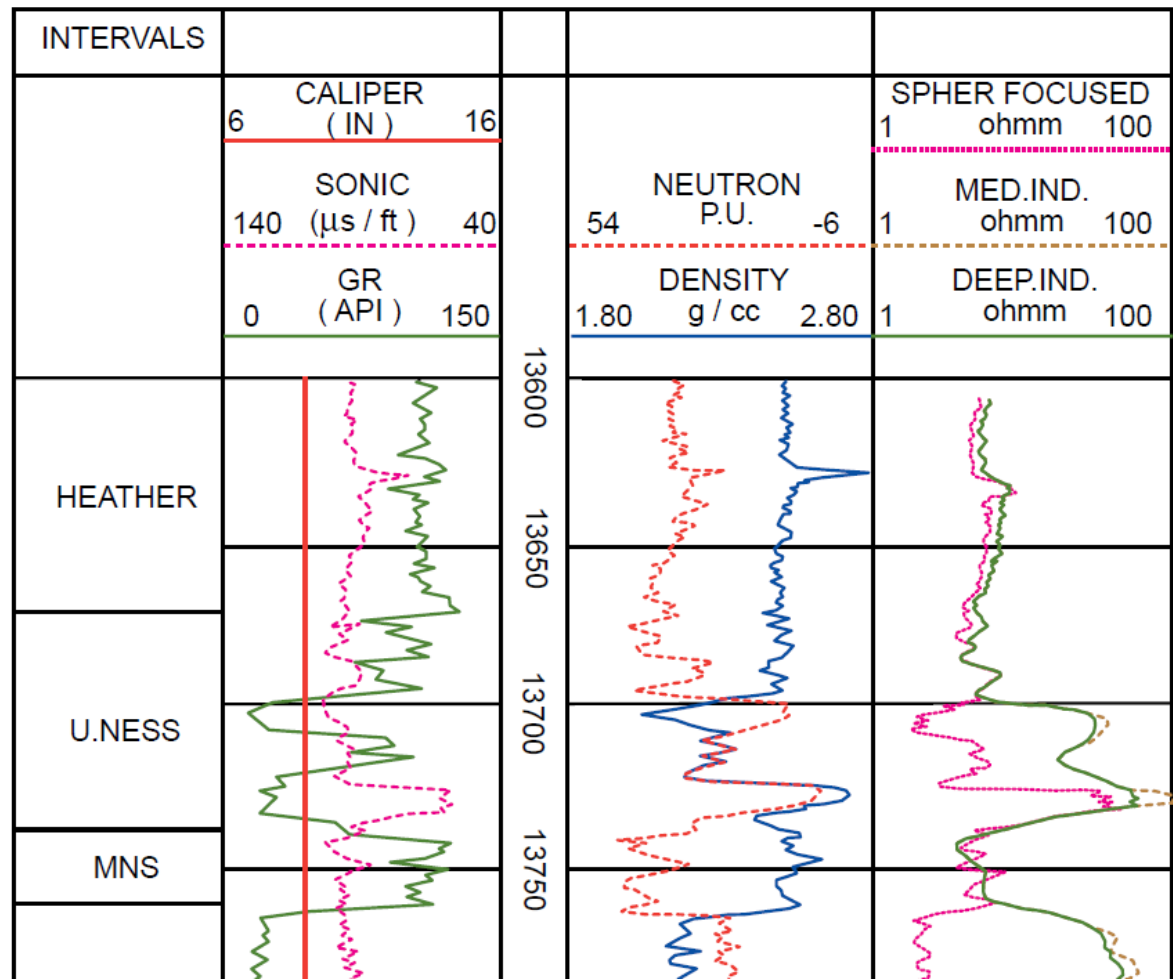 INTERVALS
CALIPER
6 ( IN ) 16
SONIC
140 (μs / ft ) 40
GR
0 ( API ) 150
NEUTRON
54 P.U. -6
DENSITY
1.80 g / cc 2.80
SPHER FOCUSED
1 ohmm 100
MED.IND.
1 ohmm 100
DEEP.IND.
1 ohmm 100
13600
HEATHER
13650
U.NESS
13700
MNS
13750